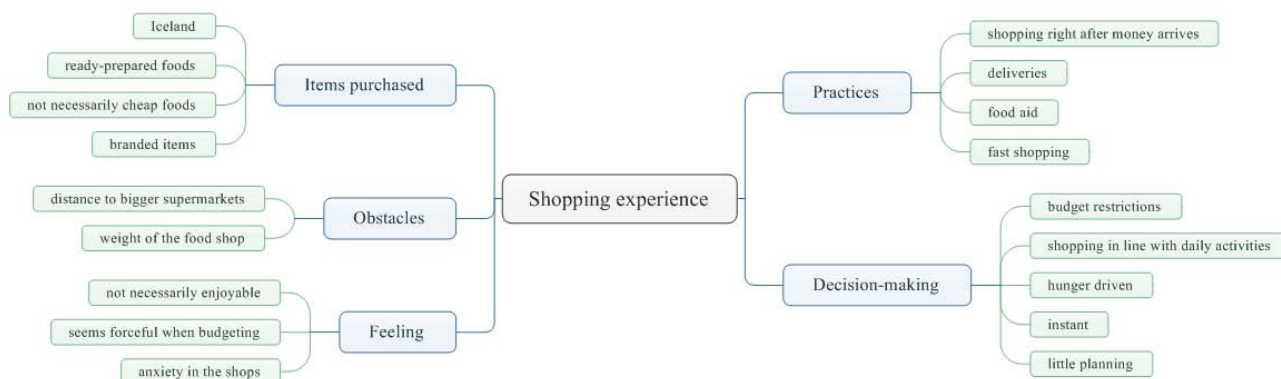 Shopping experience
Items purchased
Iceland
ready-prepared foods
not necessarily cheap foods
branded items
Obstacles
distance to bigger supermarkets
weight of the food shop
Feeling
not necessarily enjoyable
seems forceful when budgeting
anxiety in the shops
Practices
shopping right after money arrives
deliveries
food aid
fast shopping
Decision-making
budget restrictions
shopping in line with daily activities
hunger driven
instant
little planning